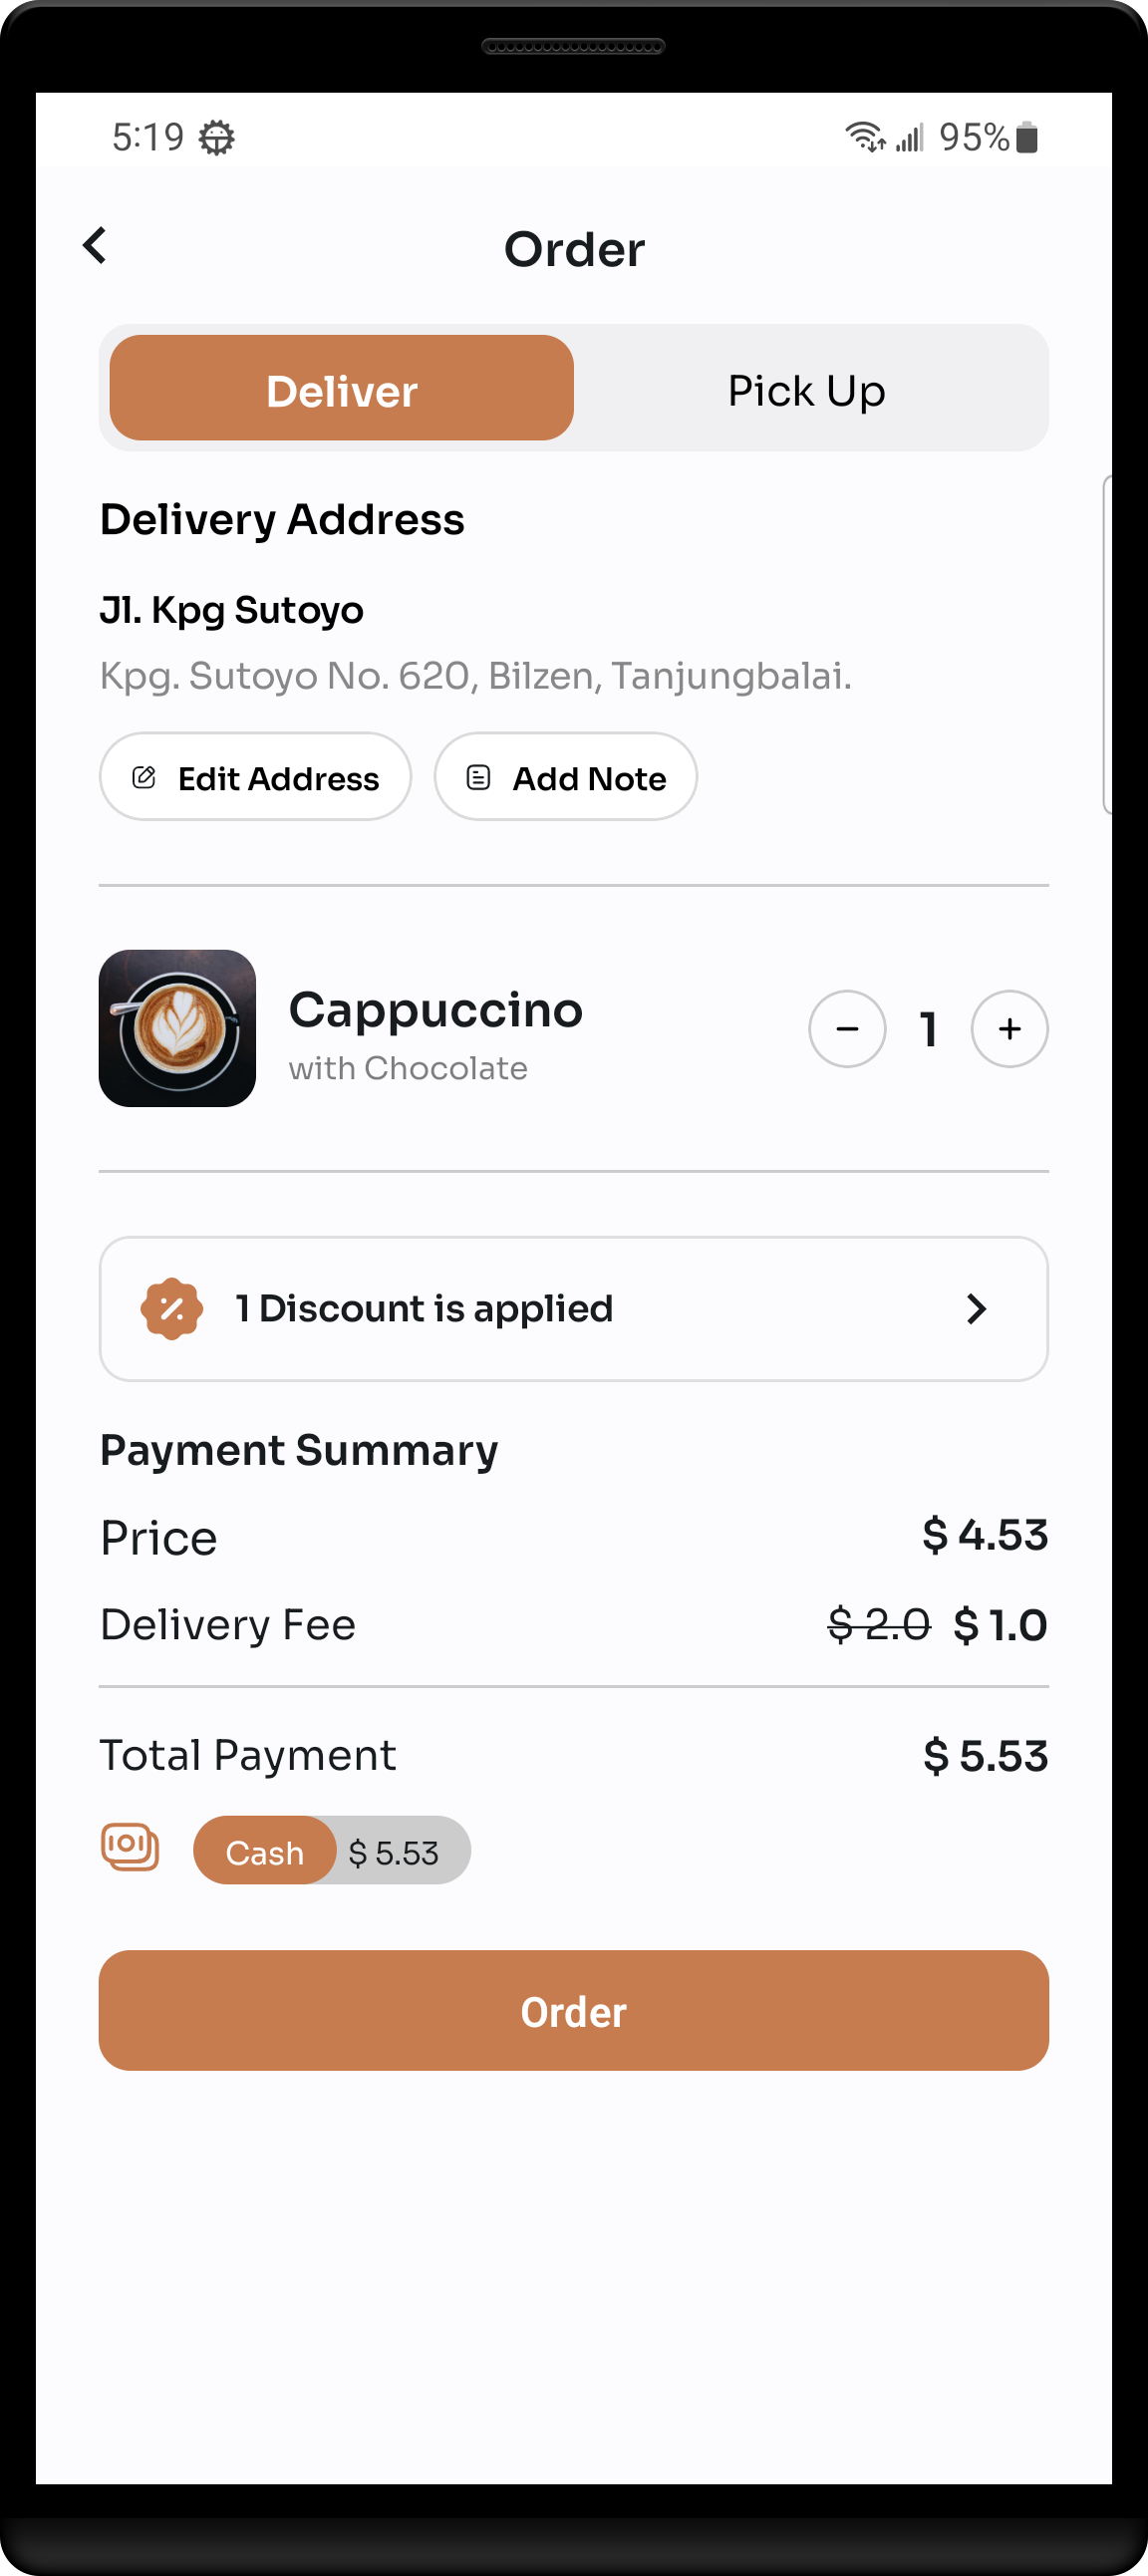 5:19 95%
Order
Deliver Pick Up
Delivery Address
Jl. Kpg Sutoyo
Kpg. Sutoyo No. 620, Bilzen, Tanjungbalai.
Edit Address Add Note
Cappuccino
with Chocolate
1
1 Discount is applied
Payment Summary
Price $ 4.53
Delivery Fee $ 2.0 $ 1.0
Total Payment $ 5.53
Cash $ 5.53
Order